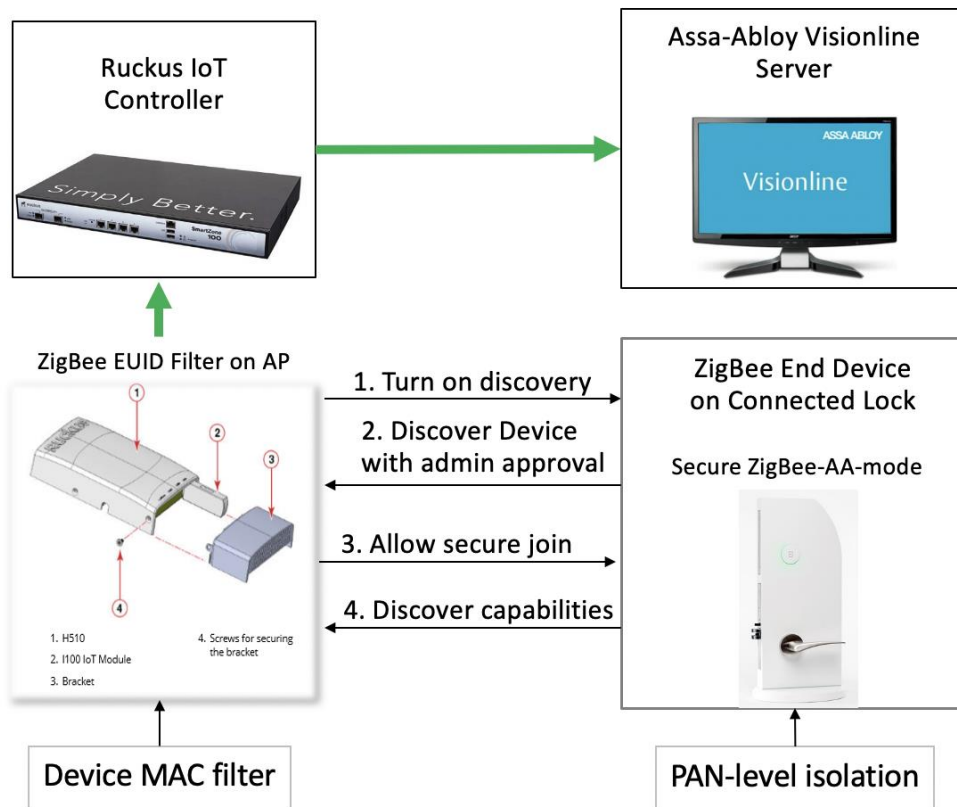 Ruckus IoT
Controller
Simply Better.
SmartZone
100
Assa-Abloy Visionline
Server
ASSA ABLOY
Visionline
acer
ZigBee EUID Filter on AP
1
2
3
4
RUCKUS
1. H510
2. I100 IoT Module
3. Bracket
4. Screws for securing
the bracket
1. Turn on discovery
2. Discover Device
with admin approval
3. Allow secure join
4. Discover capabilities
ZigBee End Device
on Connected Lock
Secure ZigBee-AA-mode
Device MAC filter
PAN-level isolation